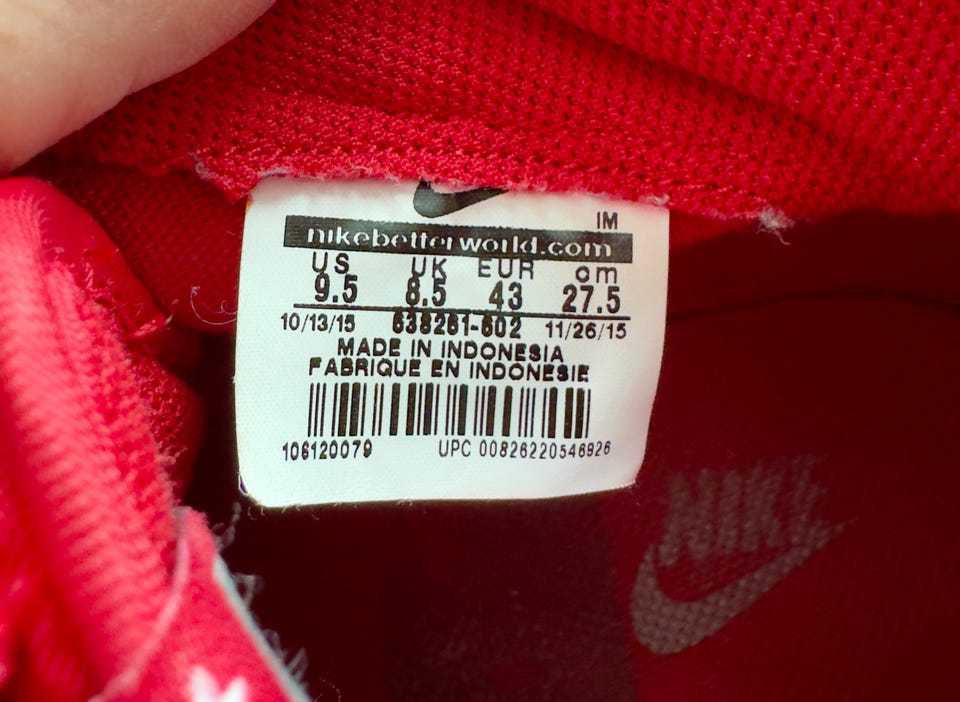 IM
nikebetterworld.com
US UK EUR cm
9.5 8.5 43 27.5
10/13/15 638261-602 11/26/15
MADE IN INDONESIA
FABRIQUE EN INDONESIE
106120079 UPC 00826220546926
NIKE